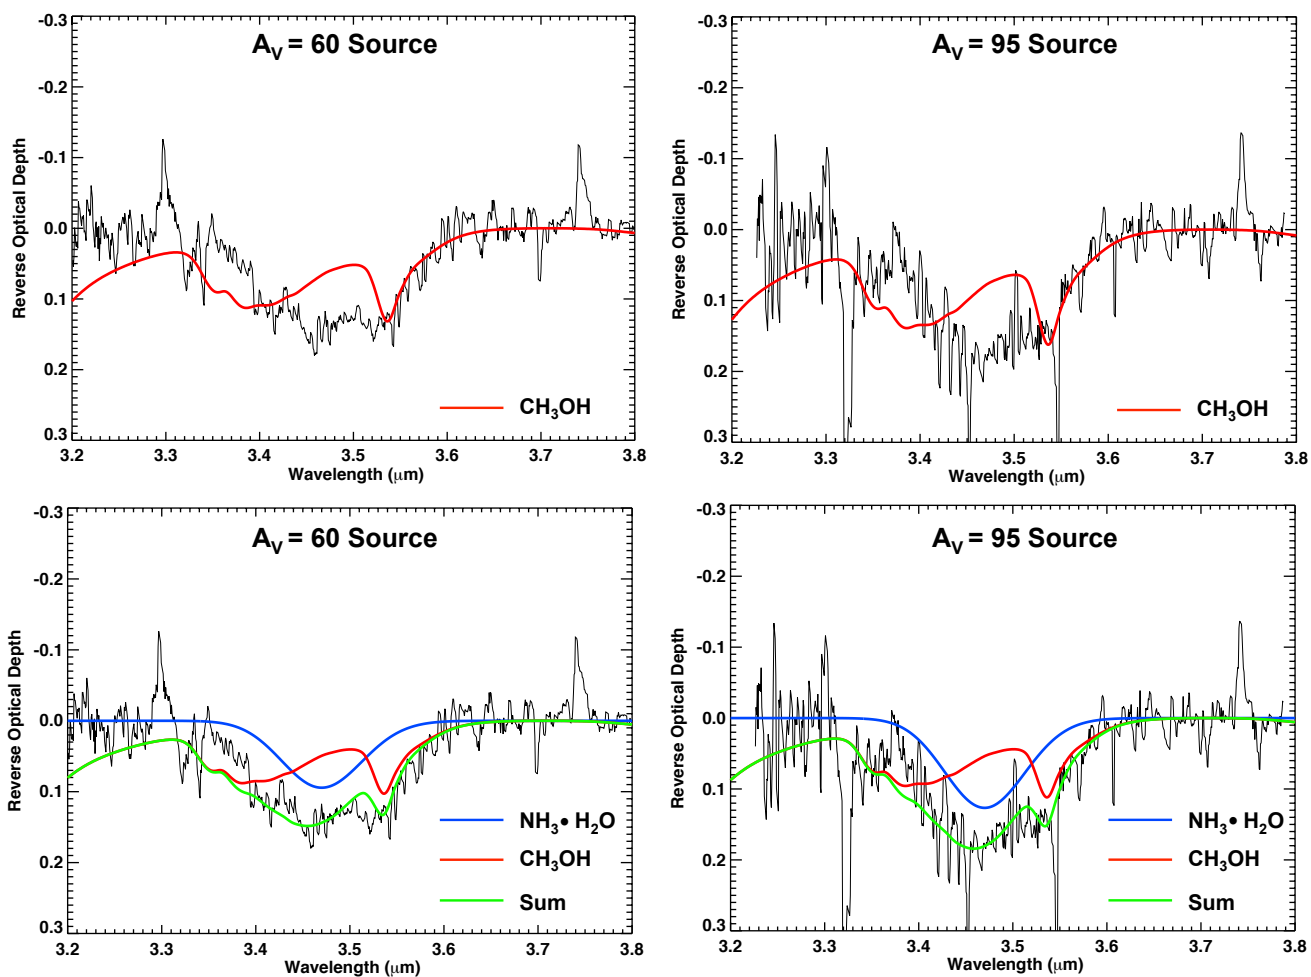 A_V = 60 Source
-0.3
-0.2
-0.1
0.0
0.1
0.2
0.3
Reverse Optical Depth
CH₃OH
3.2 3.3 3.4 3.5 3.6 3.7 3.8
Wavelength (μm)
A_V = 95 Source
-0.3
-0.2
-0.1
0.0
0.1
0.2
0.3
Reverse Optical Depth
CH₃OH
3.2 3.3 3.4 3.5 3.6 3.7 3.8
Wavelength (μm)
A_V = 60 Source
-0.3
-0.2
-0.1
0.0
0.1
0.2
0.3
Reverse Optical Depth
NH₃• H₂O
CH₃OH
Sum
3.2 3.3 3.4 3.5 3.6 3.7 3.8
Wavelength (μm)
A_V = 95 Source
-0.3
-0.2
-0.1
0.0
0.1
0.2
0.3
Reverse Optical Depth
NH₃• H₂O
CH₃OH
Sum
3.2 3.3 3.4 3.5 3.6 3.7 3.8
Wavelength (μm)